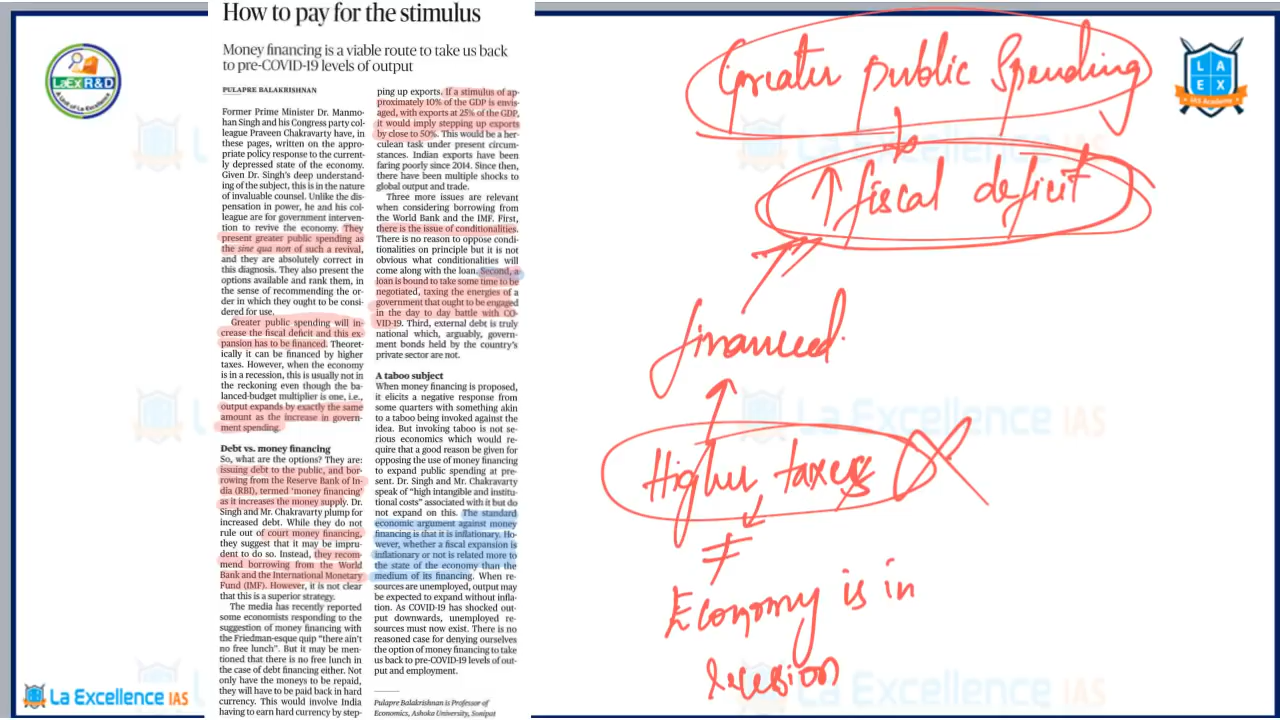 How to pay for the stimulus
Money financing is a viable route to take us back
to pre-COVID-19 levels of output
PULAPRE BALAKRISHNAN
Former Prime Minister Dr. Manmo-
han Singh and his Congress party col-
league Praveen Chakravarty have, in
these pages, written on the appro-
priate policy response to the current-
ly depressed state of the economy.
Given Dr. Singh's deep understand-
ing of the subject, this is in the nature
of invaluable counsel. Unlike the dis-
pensation in power, he and his col-
league are for government interven-
tion to revive the economy. They
present greater public spending as
the sine qua non of such a revival,
and they are absolutely correct in
this diagnosis. They also present the
options available and rank them, in
the sense of recommending the or-
der in which they ought to be consi-
dered for use.
Greater public spending will in-
crease the fiscal deficit and this ex-
pansion has to be financed. Theoret-
ically it can be financed by higher
taxes. However, when the economy
is in a recession, this is usually not in
the reckoning even though the ba-
lanced-budget multiplier is one, i.e.,
output expands by exactly the same
amount as the increase in govern-
ment spending.
Debt vs. money financing
So, what are the options? They are:
issuing debt to the public, and bor-
rowing from the Reserve Bank of In-
dia (RBI), termed 'money financing'
as it increases the money supply. Dr.
Singh and Mr. Chakravarty plump for
increased debt. While they do not
rule out of court money financing,
they suggest that it may be impru-
dent to do so. Instead, they recom-
mend borrowing from the World
Bank and the International Monetary
Fund (IMF). However, it is not clear
that this is a superior strategy.
The media has recently reported
some economists responding to the
suggestion of money financing with
the Friedman-esque quip "there ain't
no free lunch". But it may be men-
tioned that there is no free lunch in
the case of debt financing either. Not
only have the moneys to be repaid,
they will have to be paid back in hard
currency. This would involve India
having to earn hard currency by step-
ping up exports. If a stimulus of ap-
proximately 10% of the GDP is envis-
aged, with exports at 25% of the GDP,
it would imply stepping up exports
by close to 50%. This would be a her-
culean task under present circum-
stances. Indian exports have been
faring poorly since 2014. Since then,
there have been multiple shocks to
global output and trade.
Three more issues are relevant
when considering borrowing from
the World Bank and the IMF. First,
there is the issue of conditionalities.
There is no reason to oppose condi-
tionalities on principle but it is not
obvious what conditionalities will
come along with the loan. Second, a
loan is bound to take some time to be
negotiated, taxing the energies of a
government that ought to be engaged
in the day to day battle with CO-
VID-19. Third, external debt is truly
national which, arguably, govern-
ment bonds held by the country's
private sector are not.
A taboo subject
When money financing is proposed,
it elicits a negative response from
some quarters with something akin
to a taboo being invoked against the
idea. But invoking taboo is not se-
rious economics which would re-
quire that a good reason be given for
opposing the use of money financing
to expand public spending at pre-
sent. Dr. Singh and Mr. Chakravarty
speak of "high intangible and institu-
tional costs" associated with it but do
not expand on this. The standard
economic argument against money
financing is that it is inflationary. Ho-
wever, whether a fiscal expansion is
inflationary or not is related more to
the state of the economy than the
medium of its financing. When re-
sources are unemployed, output may
be expected to expand without infla-
tion. As COVID-19 has shocked out-
put downwards, unemployed re-
sources must now exist. There is no
reasoned case for denying ourselves
the option of money financing to take
us back to pre-COVID-19 levels of out-
put and employment.
Pulapre Balakrishnan is Professor of
Economics, Ashoka University, Sonipat
Greater public Spending
↑ fiscal deficit
financed.
Higher taxes
≠
Economy is in
recession
LaEx R&D
A Unit of La Excellence
L A
E X
IAS Academy
La Excellence IAS
La Excellence IAS
La Excellence IAS
La Excellence IAS